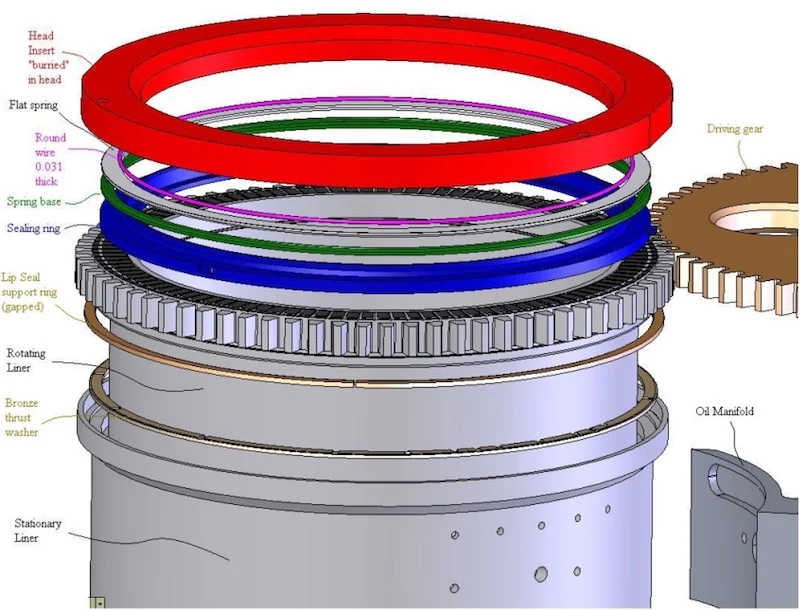 Head
Insert
"buried"
in head
Flat spring
Round
wire
0.031
thick
Spring base
Sealing ring
Lip Seal
support ring
(gapped)
Rotating
Liner
Bronze
thrust
washer
Stationary
Liner
Driving gear
Oil Manifold